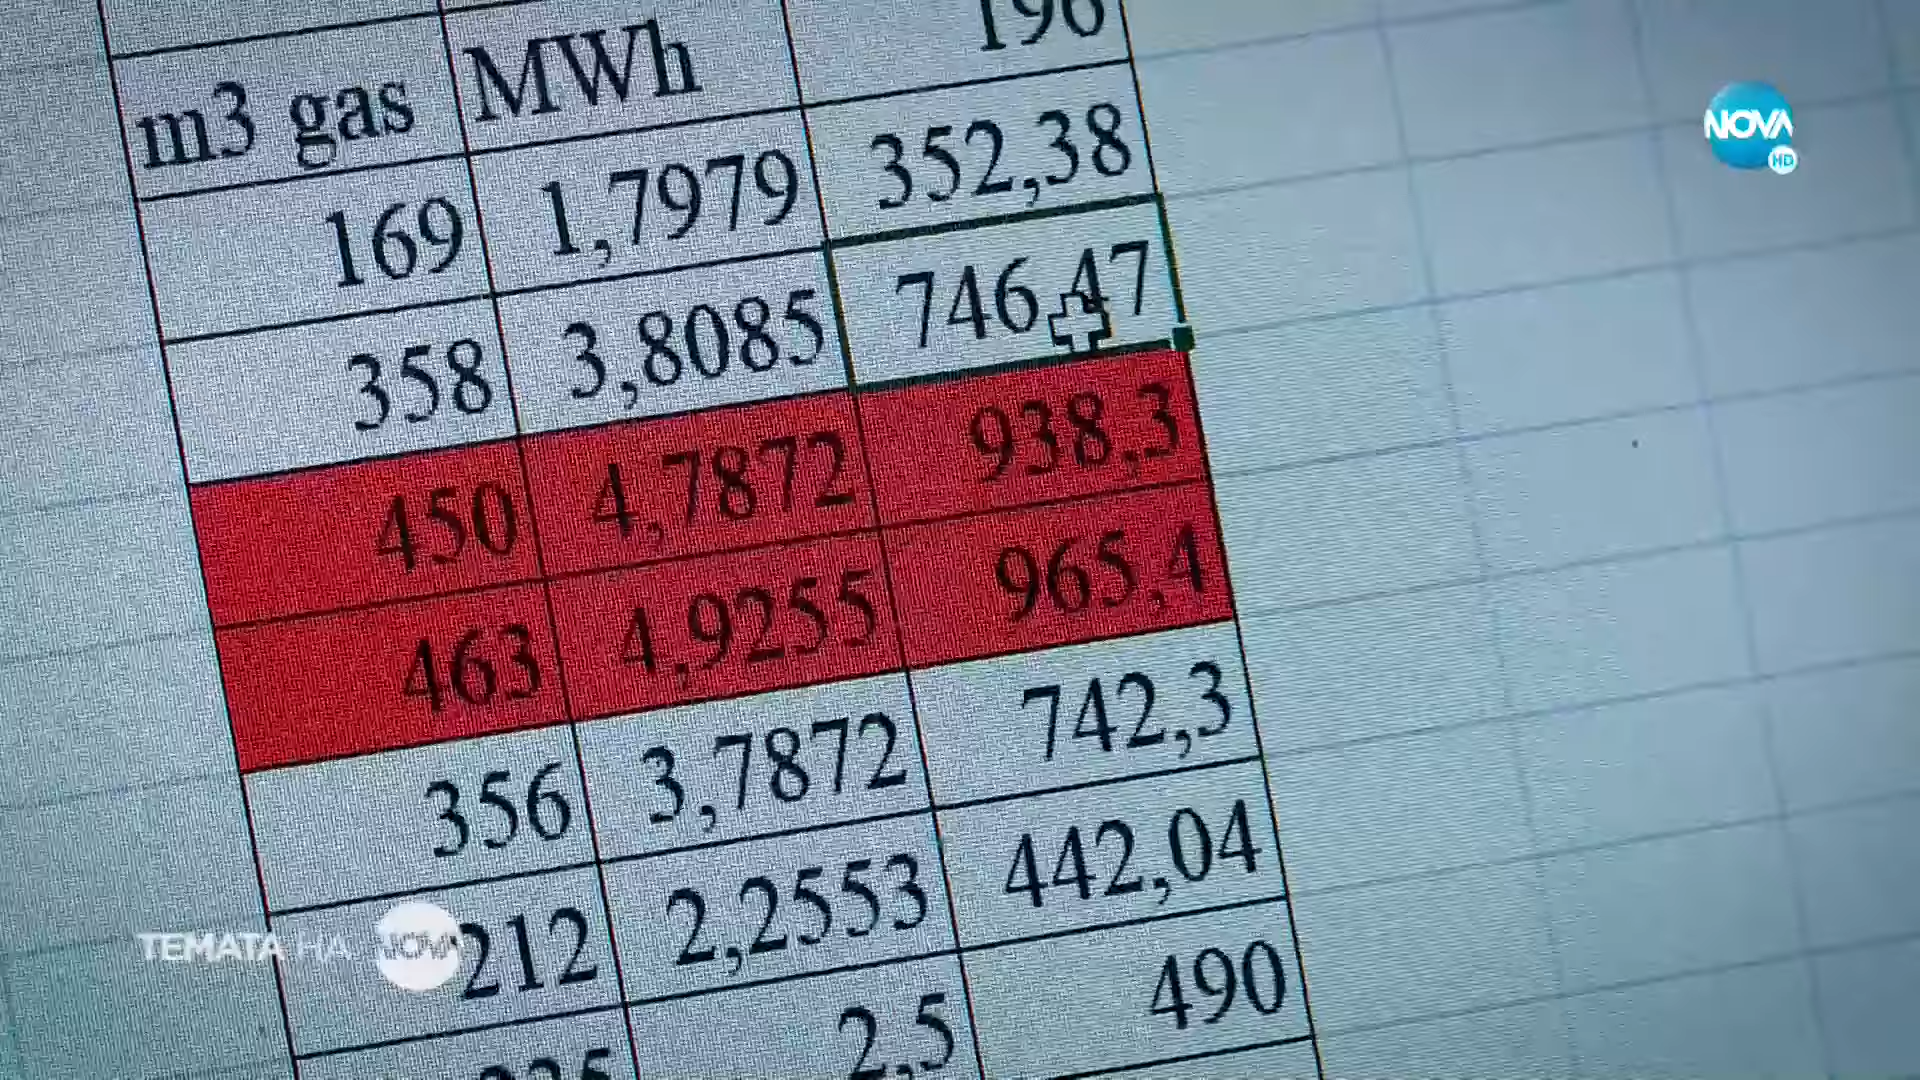 196
m3 gas MWh
169 1,7979 352,38
358 3,8085 746,47
450 4,7872 938,3
463 4,9255 965,4
356 3,7872 742,3
212 2,2553 442,04
2,5 490
NOVA
HD
ТЕМАТА НА NOVA